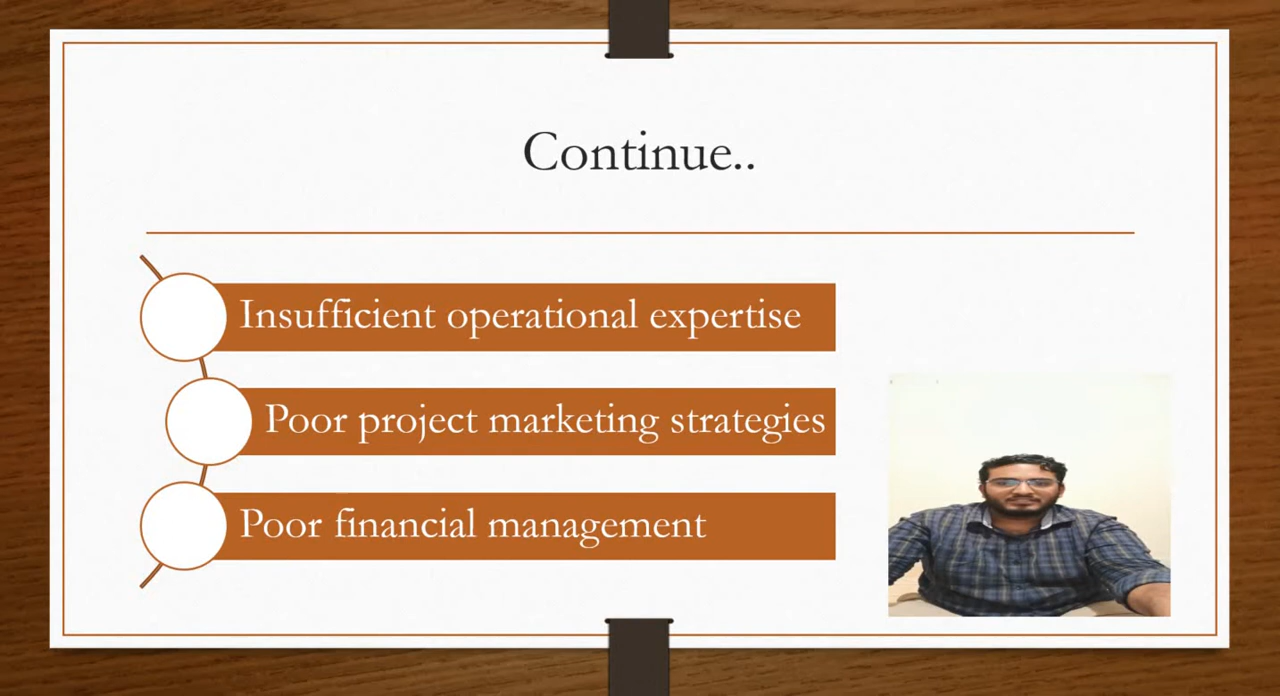 Continue..
Insufficient operational expertise
Poor project marketing strategies
Poor financial management